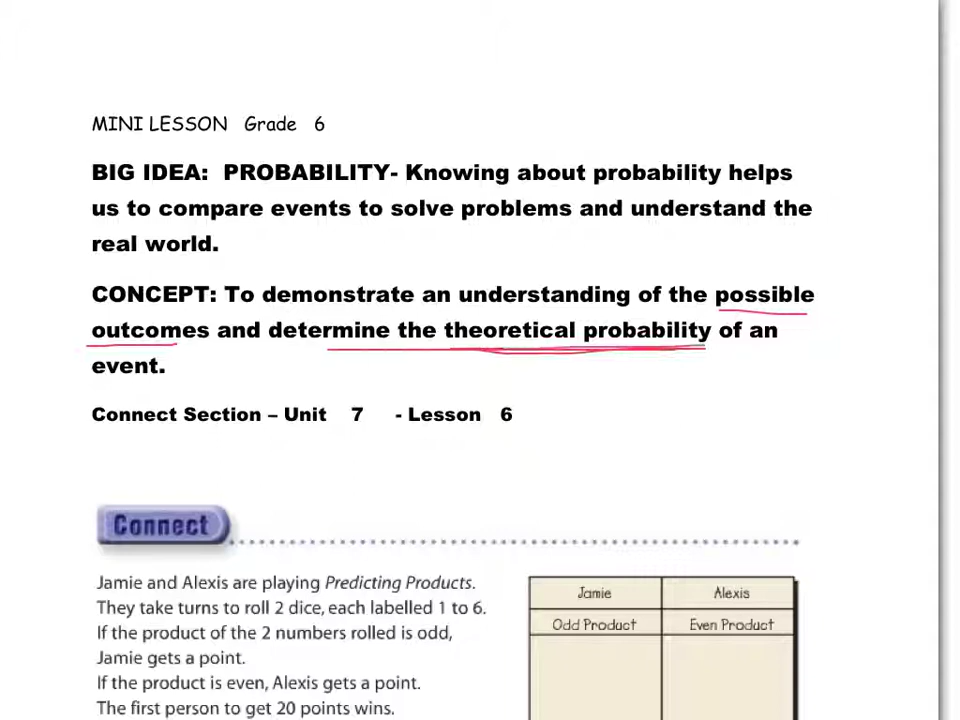 MINI LESSON Grade 6
BIG IDEA: PROBABILITY- Knowing about probability helps
us to compare events to solve problems and understand the
real world.
CONCEPT: To demonstrate an understanding of the possible
outcomes and determine the theoretical probability of an
event.
Connect Section – Unit 7 - Lesson 6
Connect
Jamie and Alexis are playing Predicting Products.
They take turns to roll 2 dice, each labelled 1 to 6.
If the product of the 2 numbers rolled is odd,
Jamie gets a point.
If the product is even, Alexis gets a point.
The first person to get 20 points wins.
Jamie Alexis
Odd Product Even Product